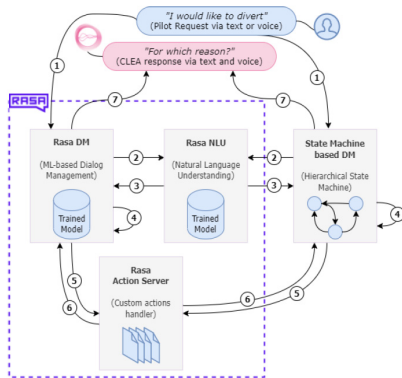 "I would like to divert"
(Pilot Request via text or voice)
"For which reason?"
(CLEA response via text and voice)
1
1
7
7
RASA
Rasa DM
(ML-based Dialog
Management)
Trained
Model
Rasa NLU
(Natural Language
Understanding)
Trained
Model
State Machine
based DM
(Hierarchical State
Machine)
2
2
3
3
4
4
5
5
6
6
Rasa
Action Server
(Custom actions
handler)